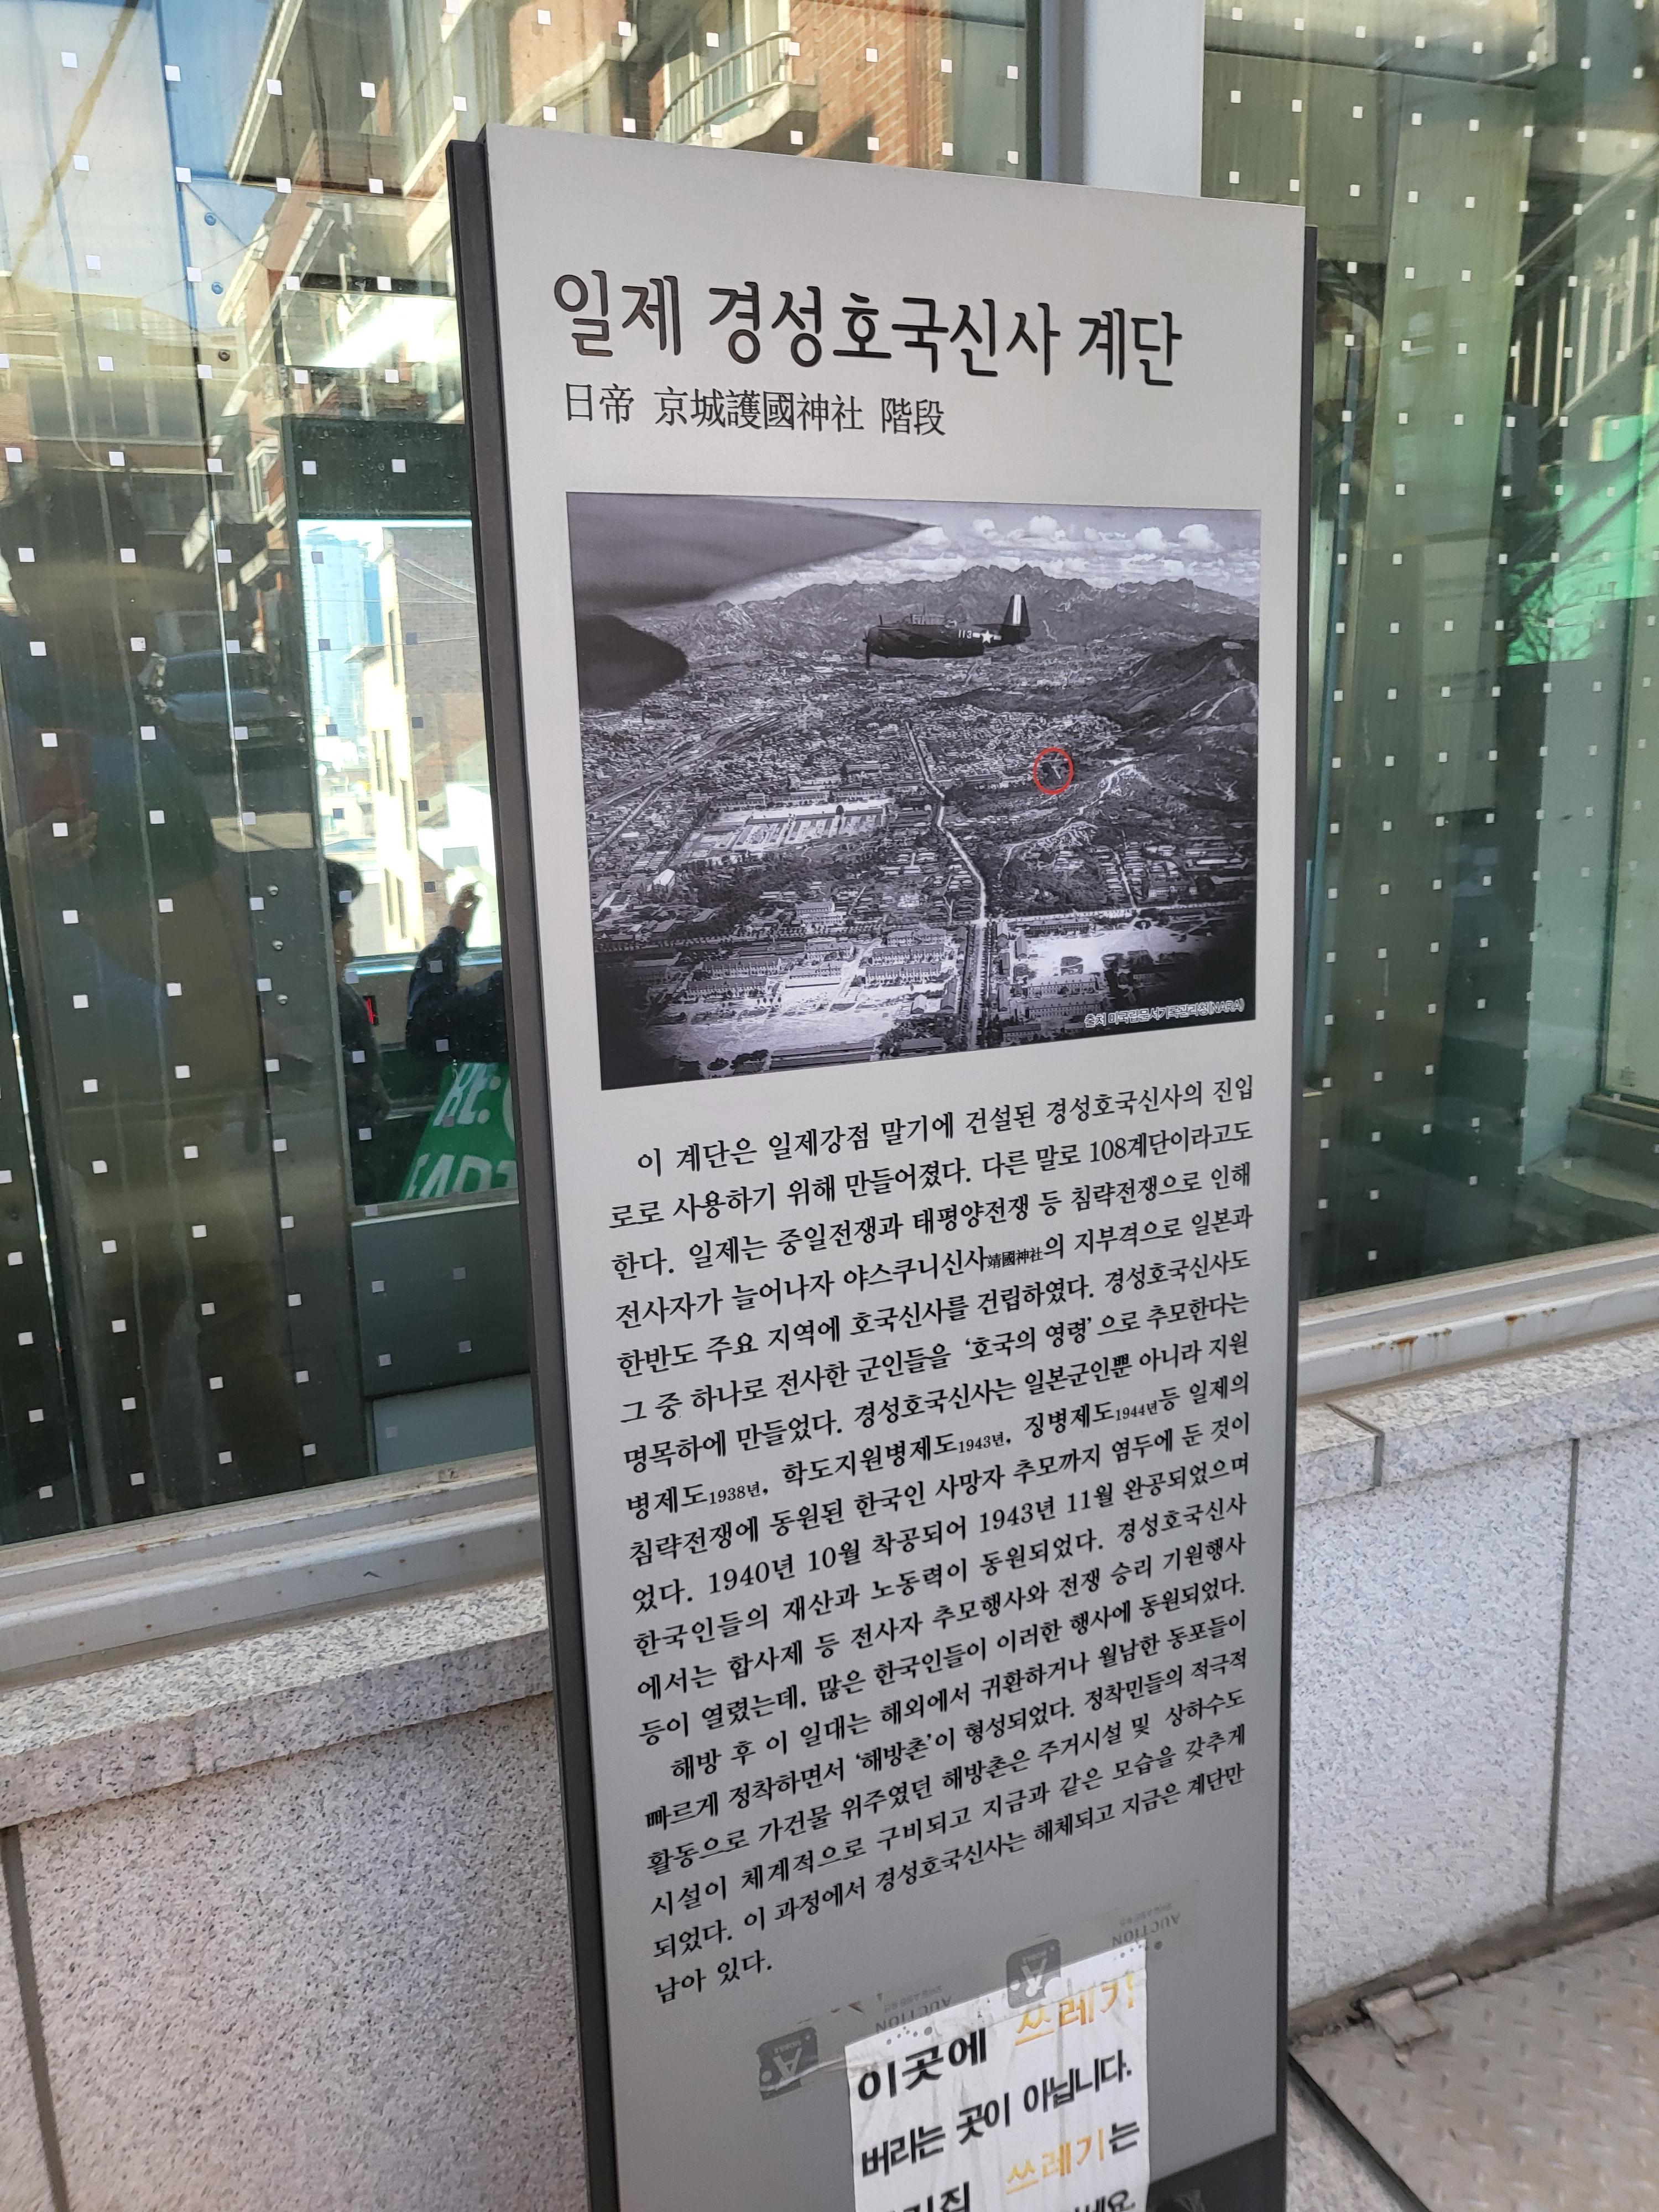 일제 경성호국신사 계단
日帝 京城護國神社 階段
113
출처 미국국립문서기록관리청(NARA)
이 계단은 일제강점 말기에 건설된 경성호국신사의 진입
로로 사용하기 위해 만들어졌다. 다른 말로 108계단이라고도
한다. 일제는 중일전쟁과 태평양전쟁 등 침략전쟁으로 인해
전사자가 늘어나자 야스쿠니신사靖國神社의 지부격으로 일본과
한반도 주요 지역에 호국신사를 건립하였다. 경성호국신사도
그 중 하나로 전사한 군인들을 ‘호국의 영령’으로 추모한다는
명목하에 만들었다. 경성호국신사는 일본군인뿐 아니라 지원
병제도1938년, 학도지원병제도1943년, 징병제도1944년등 일제의
침략전쟁에 동원된 한국인 사망자 추모까지 염두에 둔 것이
었다. 1940년 10월 착공되어 1943년 11월 완공되었으며
한국인들의 재산과 노동력이 동원되었다. 경성호국신사
에서는 합사제 등 전사자 추모행사와 전쟁 승리 기원행사
등이 열렸는데, 많은 한국인들이 이러한 행사에 동원되었다.
해방 후 이 일대는 해외에서 귀환하거나 월남한 동포들이
빠르게 정착하면서 ‘해방촌’이 형성되었다. 정착민들의 적극적
활동으로 가건물 위주였던 해방촌은 주거시설 및 상하수도
시설이 체계적으로 구비되고 지금과 같은 모습을 갖추게
되었다. 이 과정에서 경성호국신사는 해체되고 지금은 계단만
남아 있다.
AUCTION
AUCTION
이곳에 쓰레기
버리는 곳이 아닙니다.
쓰레기는
RE: